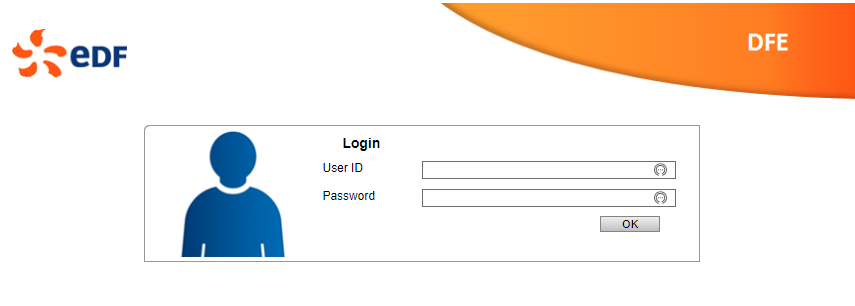 eDF
DFE
Login
User ID
Password
OK